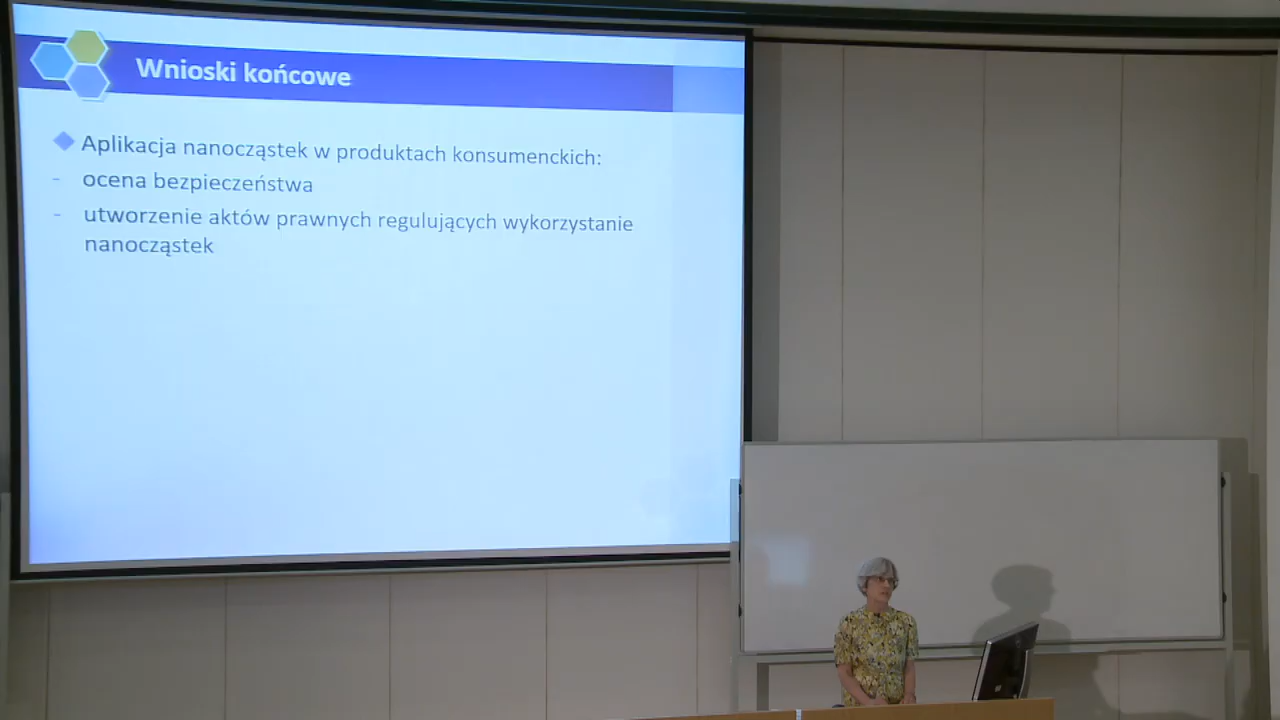 Wnioski końcowe
Aplikacja nanocząstek w produktach konsumenckich:
- ocena bezpieczeństwa
- utworzenie aktów prawnych regulujących wykorzystanie
nanocząstek